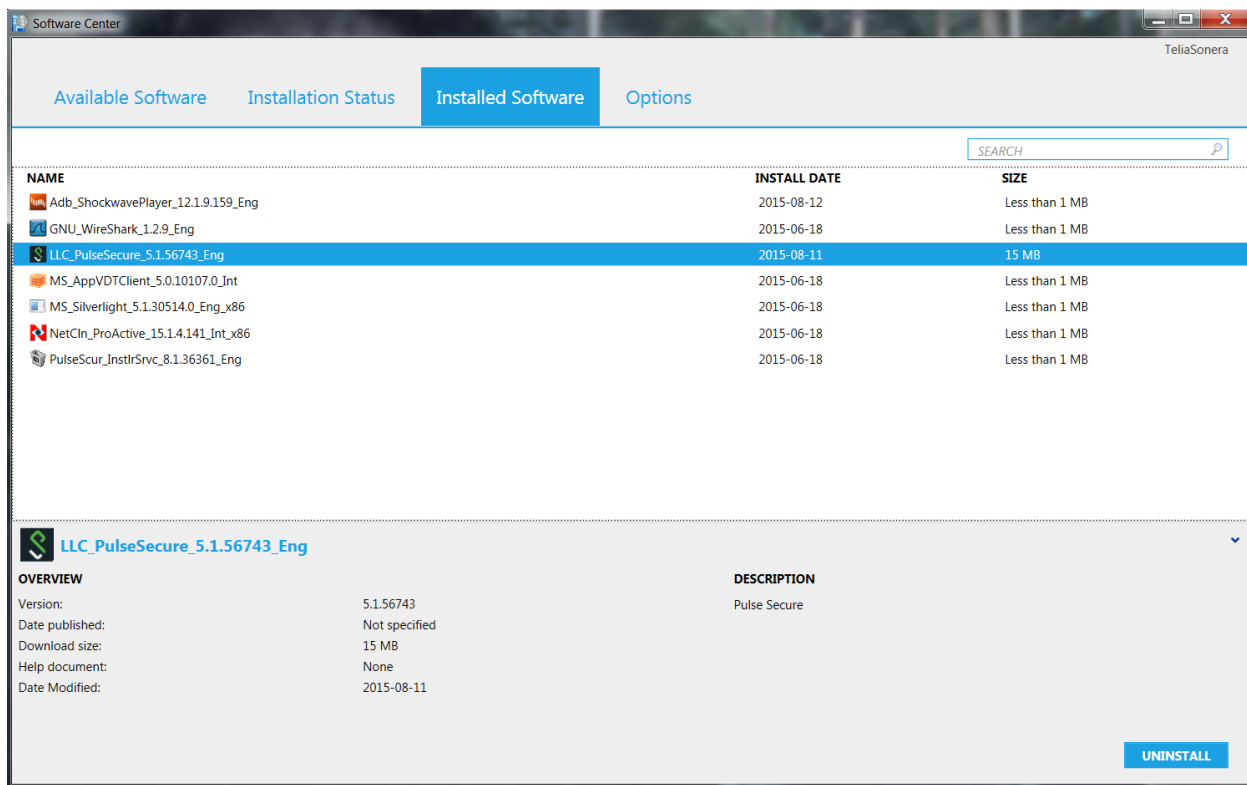 Software Center
TeliaSonera
Available Software Installation Status Installed Software Options
SEARCH
NAME INSTALL DATE SIZE
Adb_ShockwavePlayer_12.1.9.159_Eng 2015-08-12 Less than 1 MB
GNU_WireShark_1.2.9_Eng 2015-06-18 Less than 1 MB
LLC_PulseSecure_5.1.56743_Eng 2015-08-11 15 MB
MS_AppVDTClient_5.0.10107.0_Int 2015-06-18 Less than 1 MB
MS_Silverlight_5.1.30514.0_Eng_x86 2015-06-18 Less than 1 MB
NetCln_ProActive_15.1.4.141_Int_x86 2015-06-18 Less than 1 MB
PulseScur_InstlrSrvc_8.1.36361_Eng 2015-06-18 Less than 1 MB
LLC_PulseSecure_5.1.56743_Eng
OVERVIEW DESCRIPTION
Version: 5.1.56743 Pulse Secure
Date published: Not specified
Download size: 15 MB
Help document: None
Date Modified: 2015-08-11
UNINSTALL